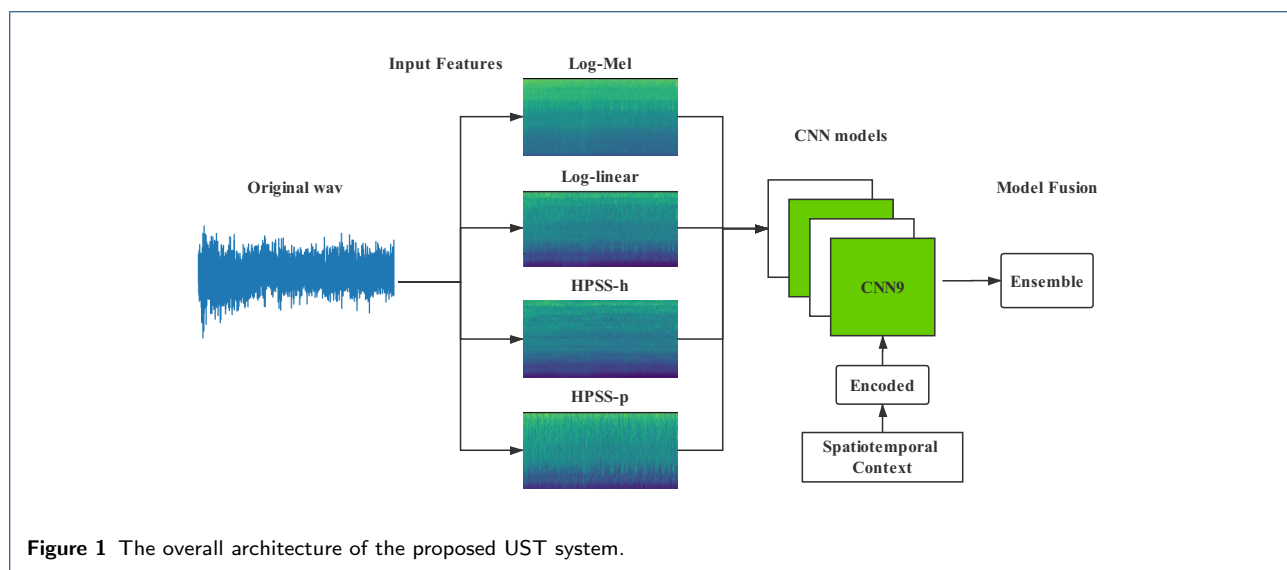 Input Features
Log-Mel
CNN models
Log-linear
Original wav
Model Fusion
HPSS-h
CNN9
Ensemble
Encoded
HPSS-p
Spatiotemporal
Context
Figure 1 The overall architecture of the proposed UST system.